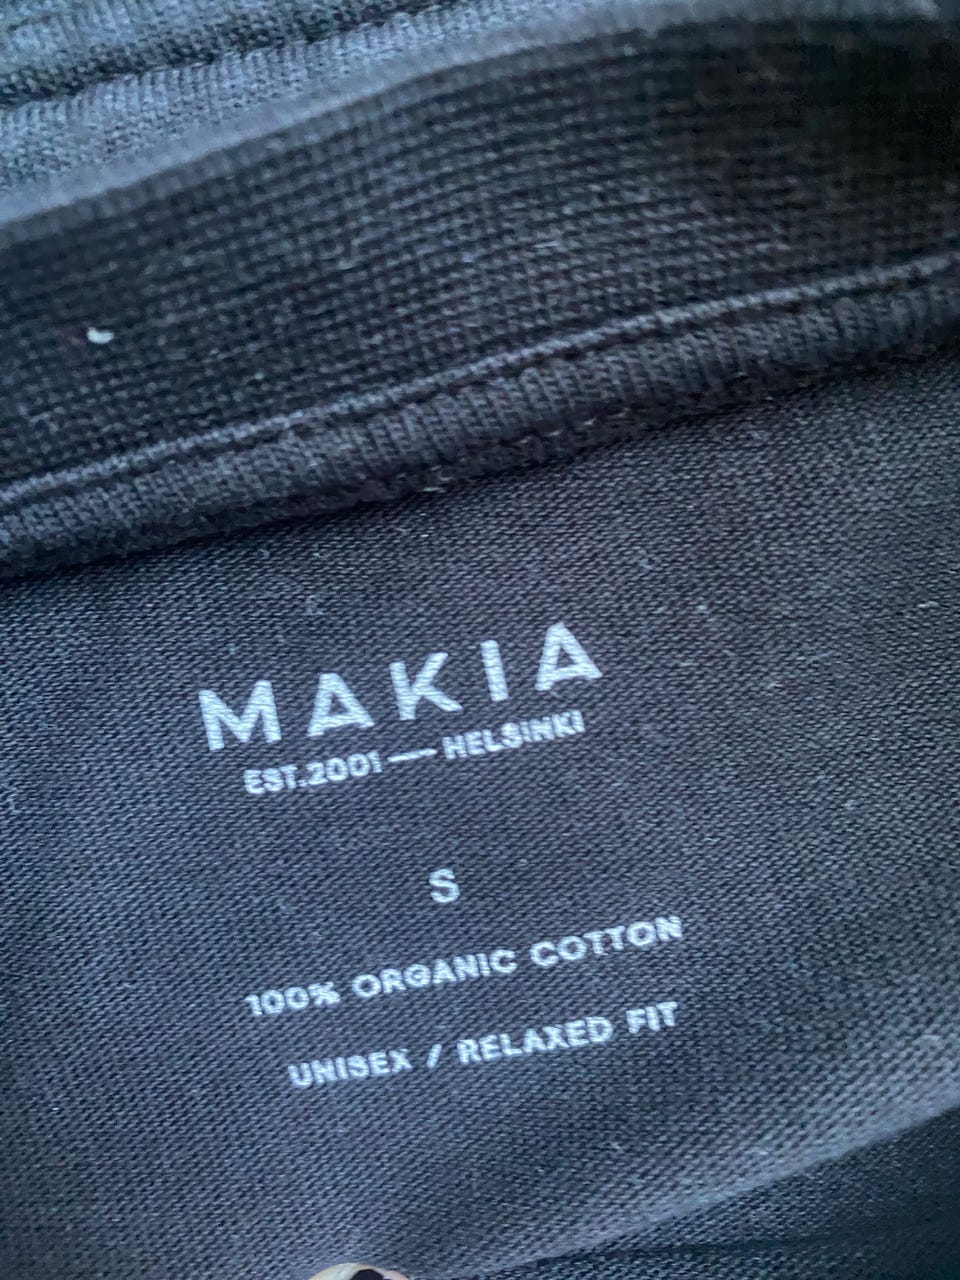 MAKIA
EST.2001 — HELSINKI
S
100% ORGANIC COTTON
UNISEX / RELAXED FIT